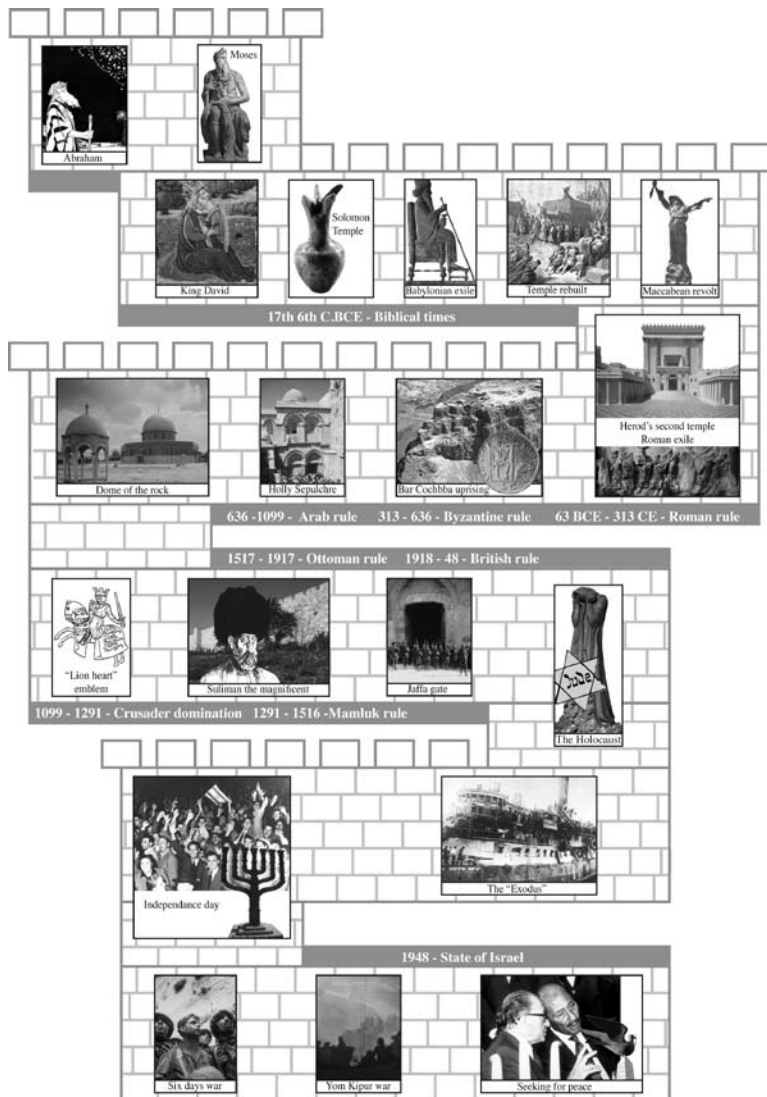 Moses
Abraham
King David
Solomon
Temple
Babylonian exile
Temple rebuilt
Maccabean revolt
17th 6th C.BCE - Biblical times
Herod's second temple
Roman exile
Dome of the rock
Holly Sepulchre
Bar Cochbba uprising
636 -1099 - Arab rule 313 - 636 - Byzantine rule 63 BCE - 313 CE - Roman rule
1517 - 1917 - Ottoman rule 1918 - 48 - British rule
"Lion heart"
emblem
Suliman the magnificent
Jaffa gate
Jude
The Holocaust
1099 - 1291 - Crusader domination 1291 - 1516 -Mamluk rule
Independance day
The "Exodus"
1948 - State of Israel
Six days war
Yom Kipur war
Seeking for peace